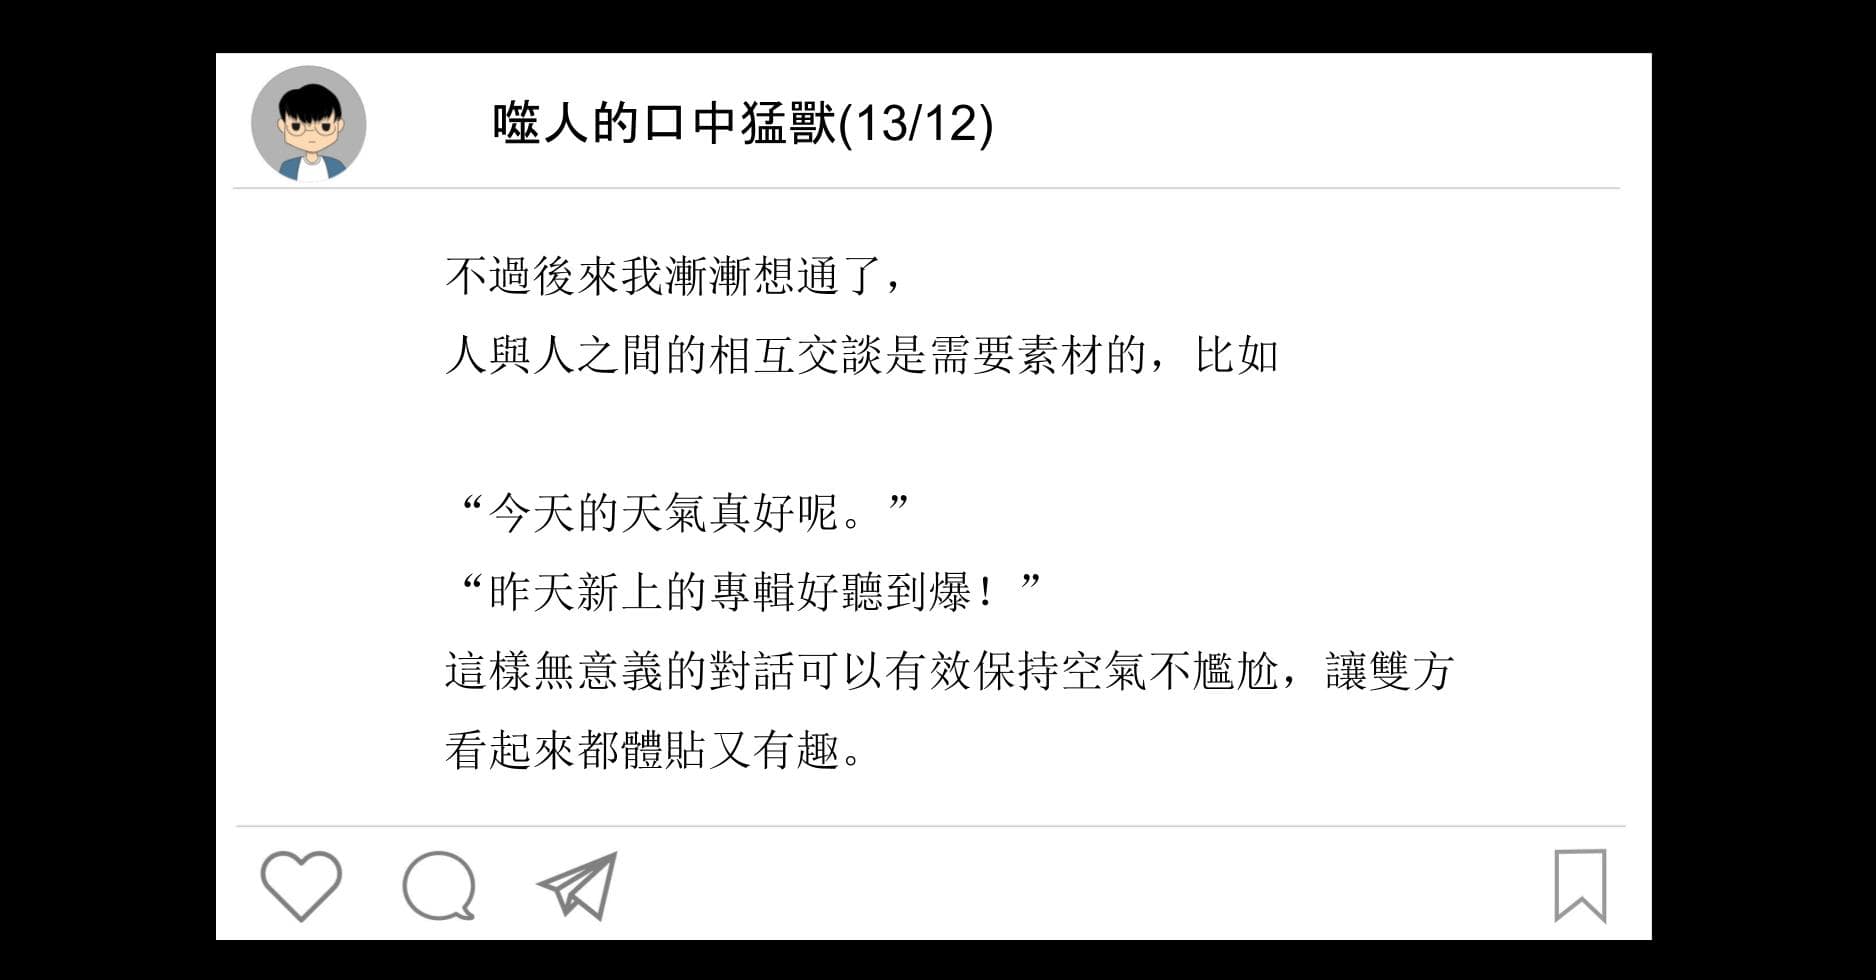 噬人的口中猛獸(13/12)
不過後來我漸漸想通了，
人與人之間的相互交談是需要素材的，比如
“今天的天氣真好呢。”
“昨天新上的專輯好聽到爆！”
這樣無意義的對話可以有效保持空氣不尷尬，讓雙方
看起來都體貼又有趣。